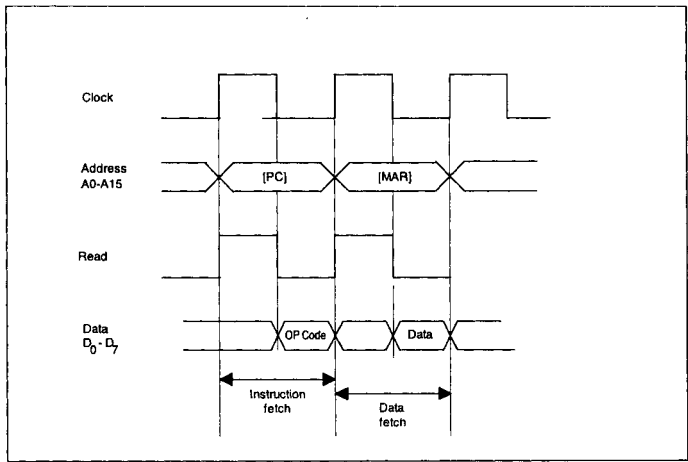 Clock
Address
A0-A15
[PC]
[MAR]
Read
Data
D0 - D7
OP Code
Data
Instruction
fetch
Data
fetch